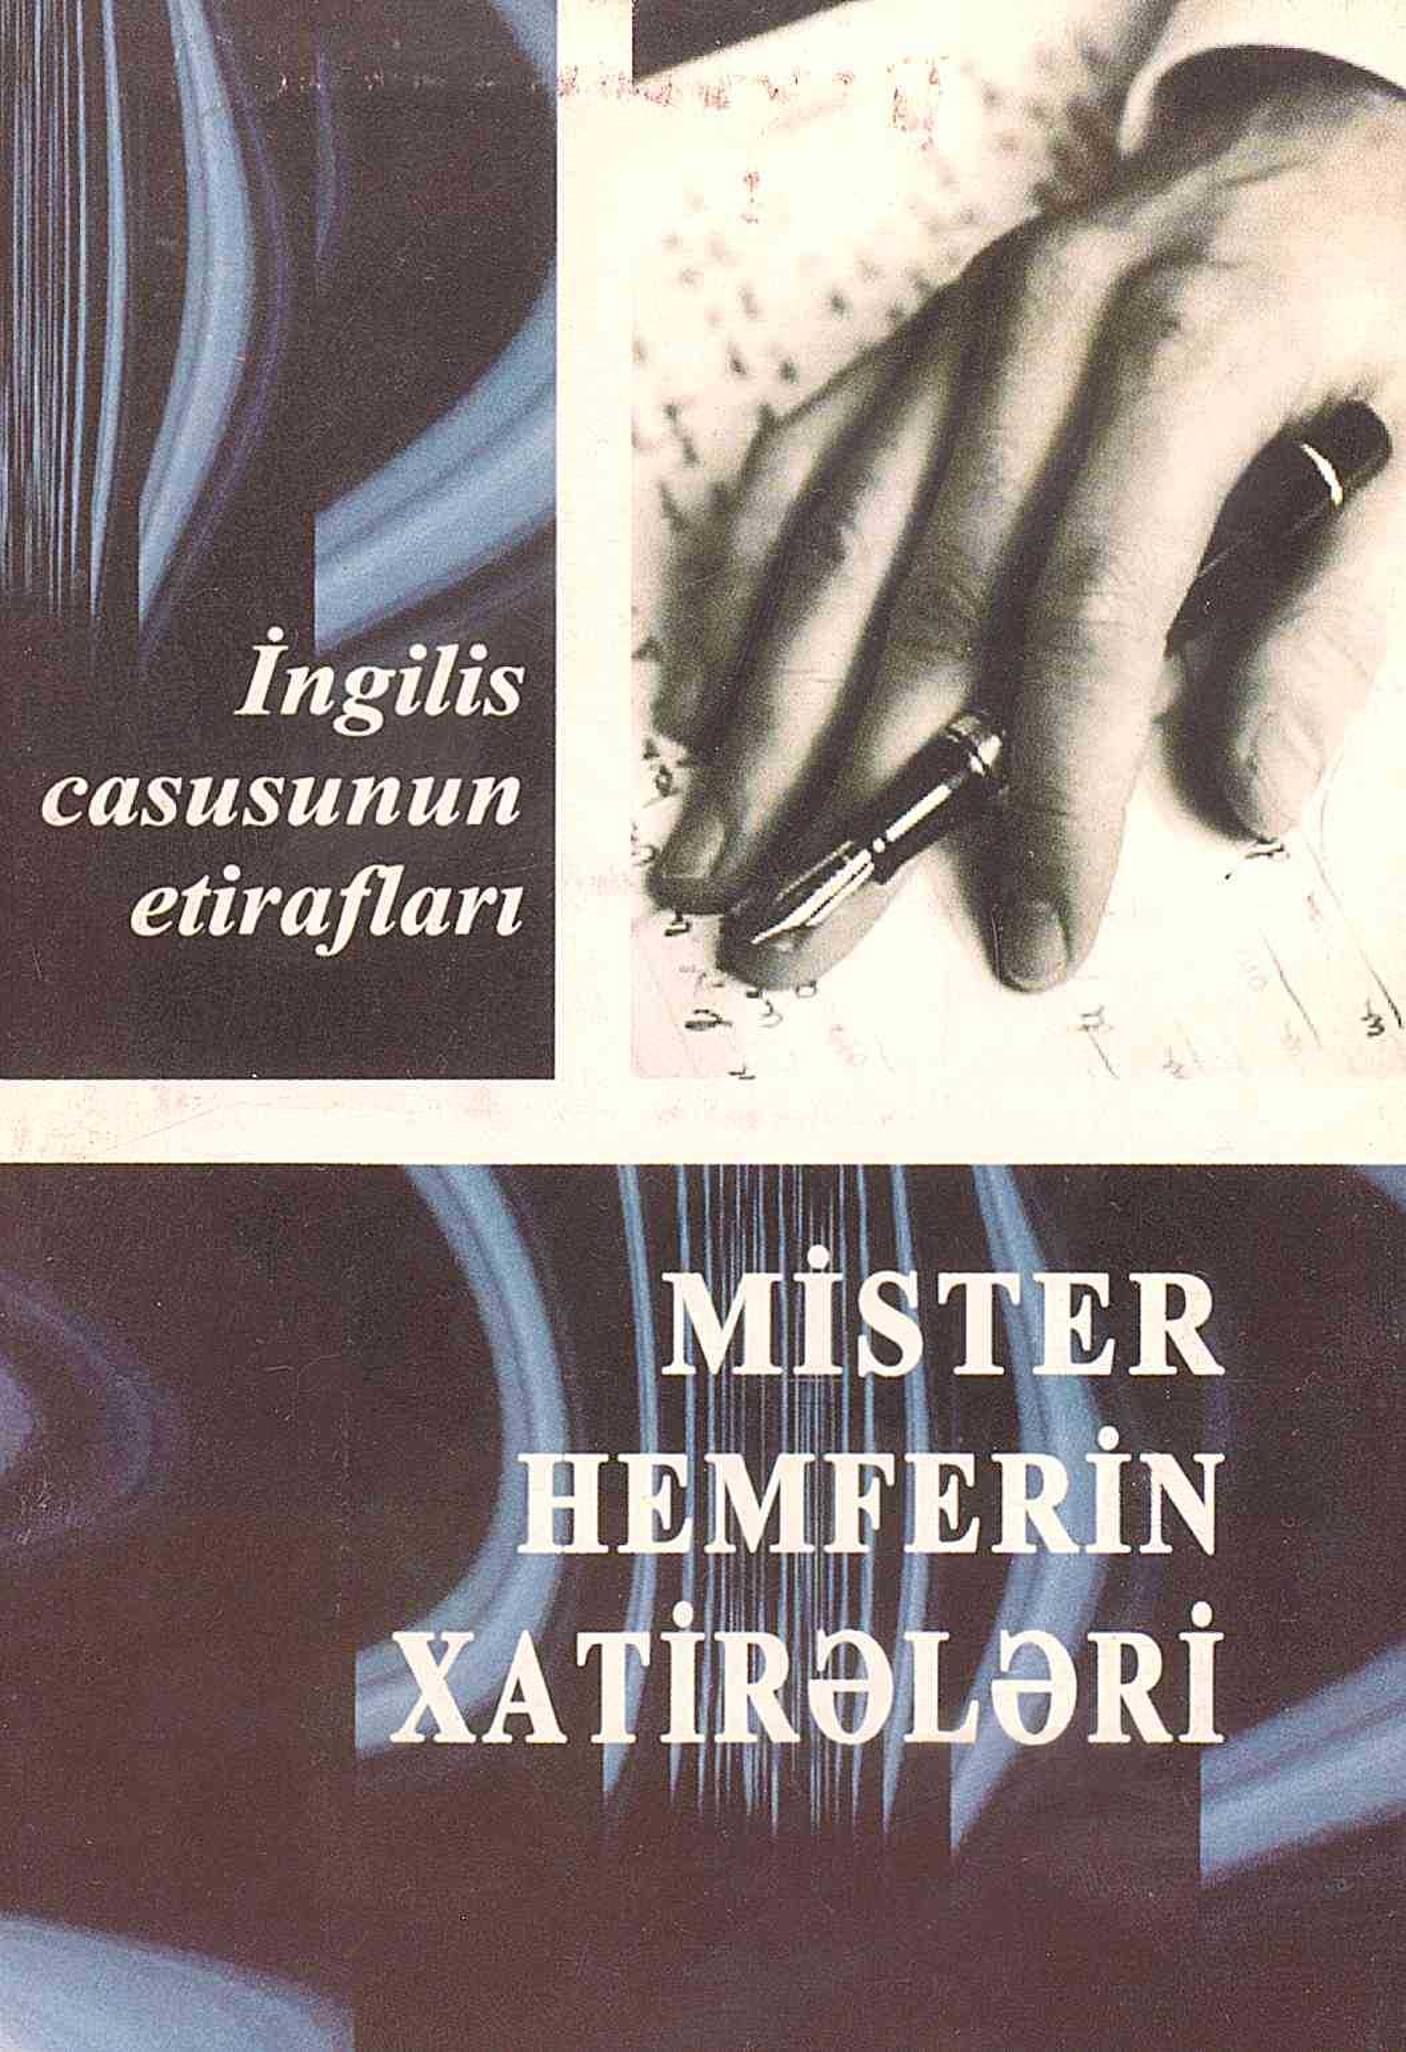 İngilis
casusunun
etirafları
MİSTER
HEMFERİN
XATİRƏLƏRİ